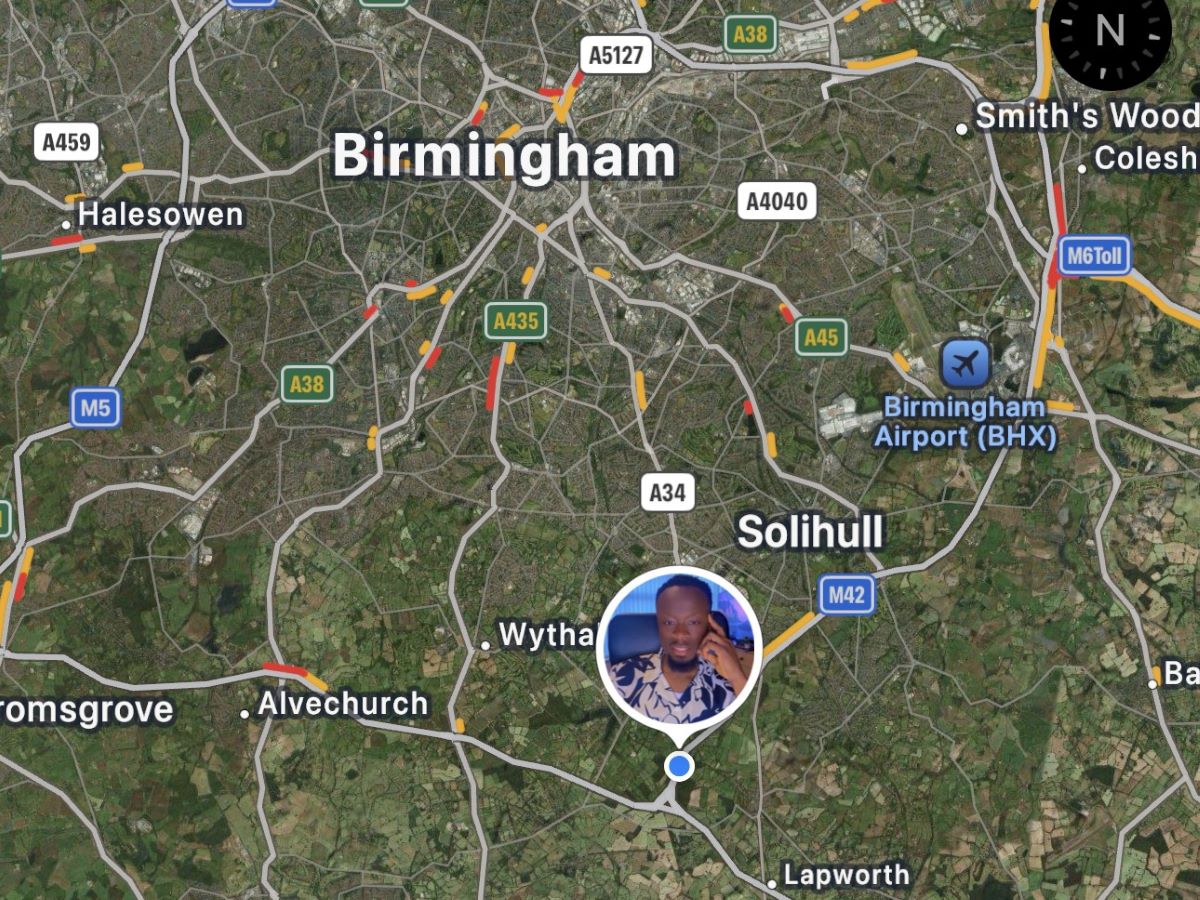 N
A38
A5127
Smith's Wood
A459
Birmingham
Colesh
A4040
Halesowen
M6Toll
A435
A45
A38
M5
Birmingham
Airport (BHX)
A34
Solihull
M42
Wytha
Ba
romsgrove
Alvechurch
Lapworth